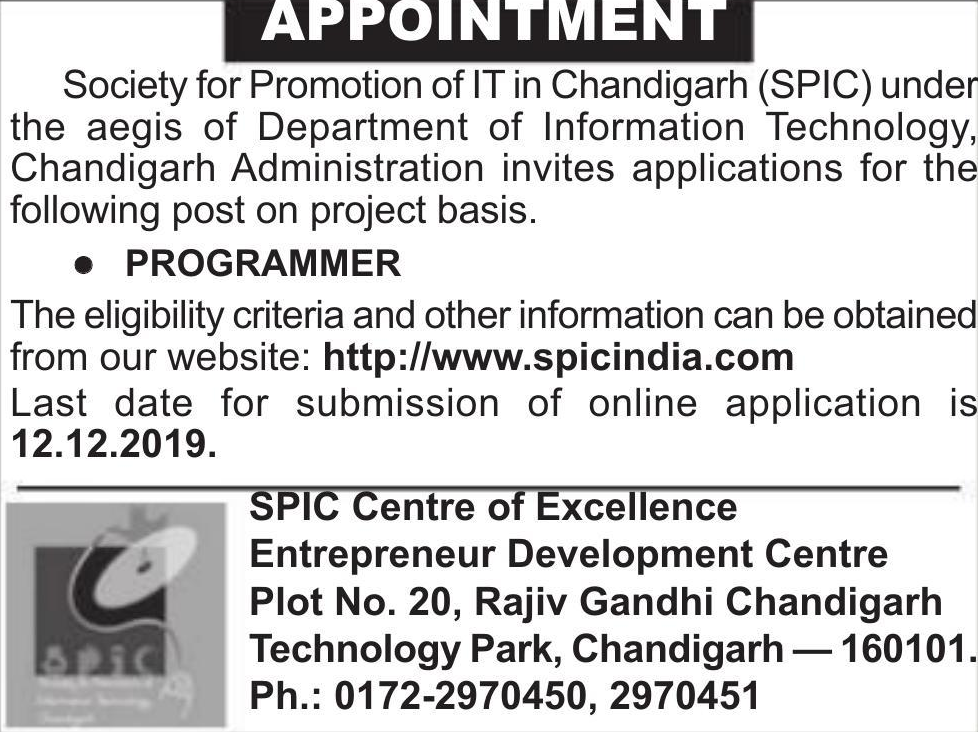 APPOINTMENT
Society for Promotion of IT in Chandigarh (SPIC) under
the aegis of Department of Information Technology,
Chandigarh Administration invites applications for the
following post on project basis.
● PROGRAMMER
The eligibility criteria and other information can be obtained
from our website: http://www.spicindia.com
Last date for submission of online application is
12.12.2019.
SPIC Centre of Excellence
Entrepreneur Development Centre
Plot No. 20, Rajiv Gandhi Chandigarh
Technology Park, Chandigarh — 160101.
Ph.: 0172-2970450, 2970451
SPIC
Information Technology
Chandigarh